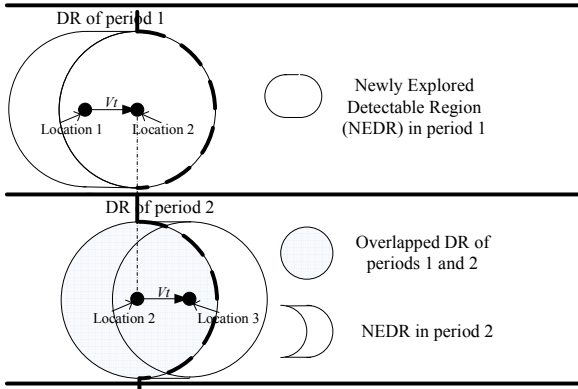 DR of period 1
Vt
Location 1
Location 2
Newly Explored
Detectable Region
(NEDR) in period 1
DR of period 2
Vt
Location 2
Location 3
Overlapped DR of
periods 1 and 2
NEDR in period 2